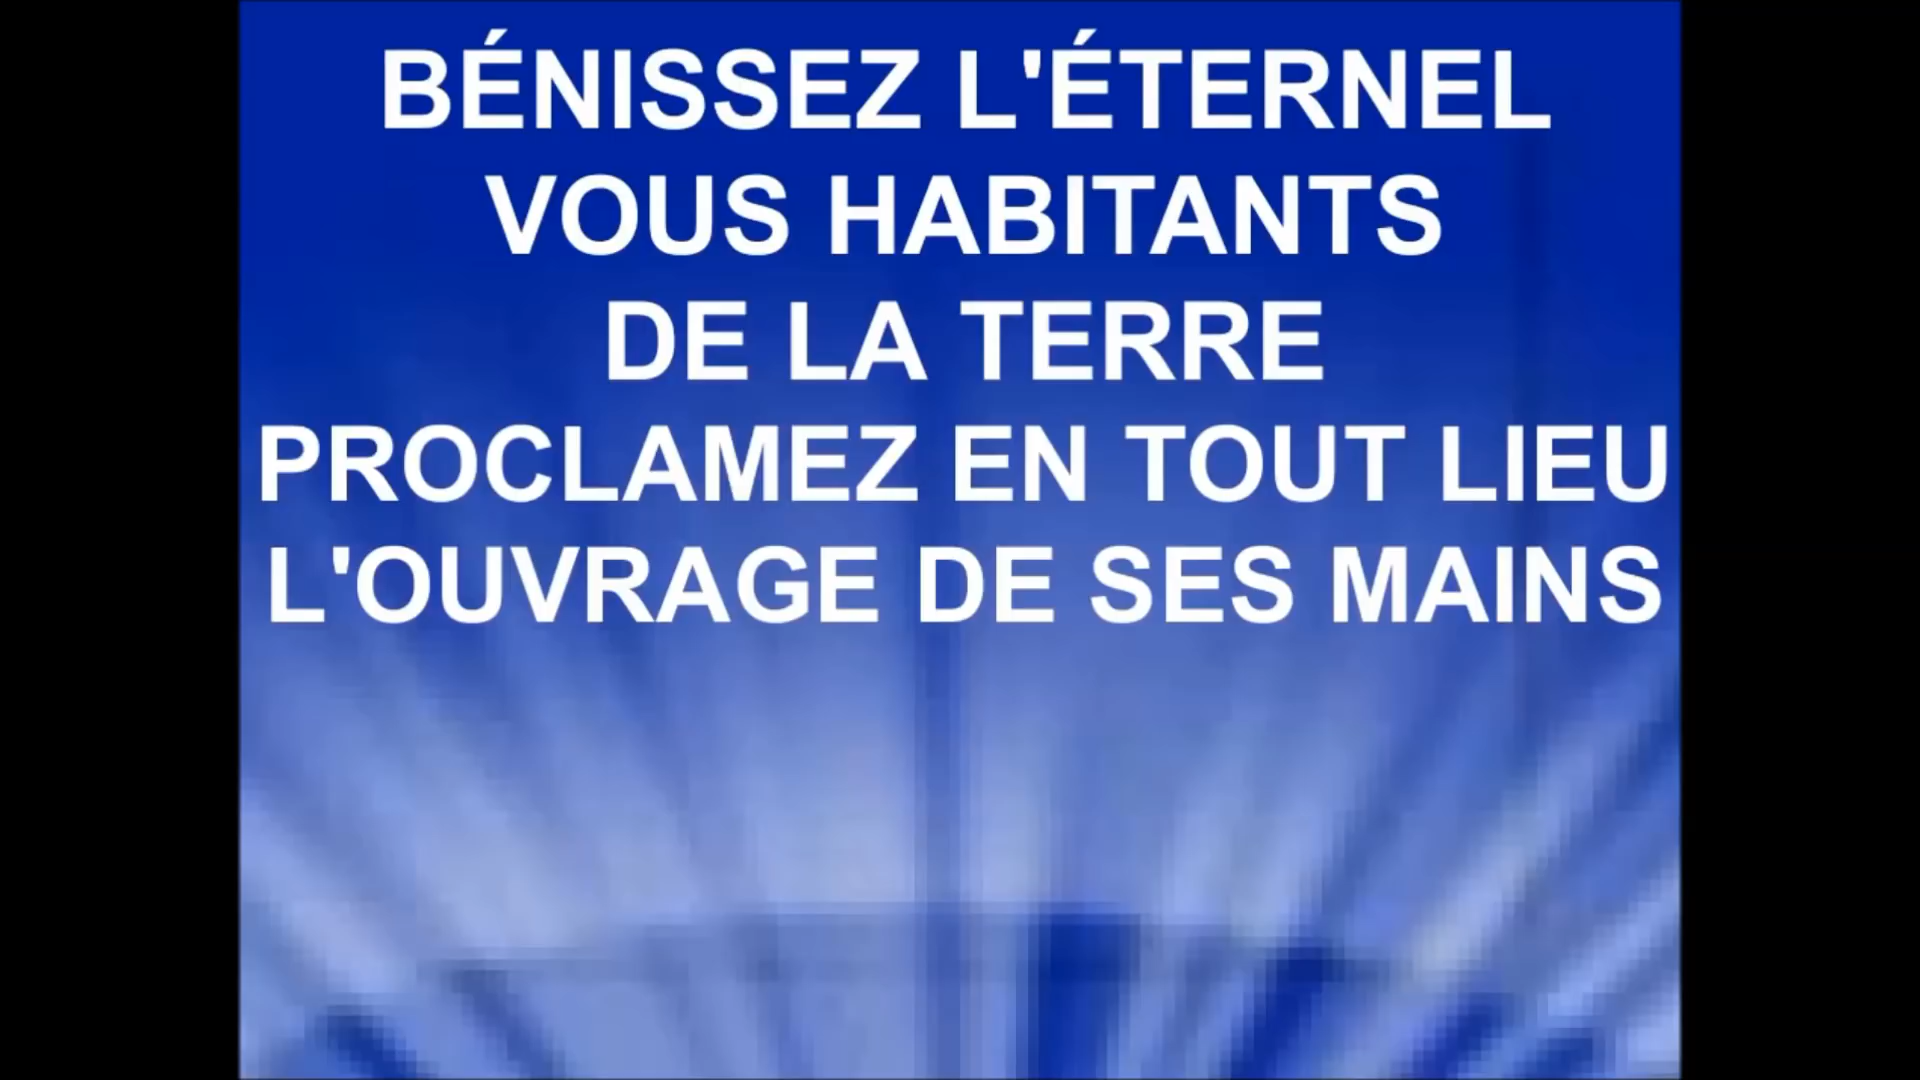 BÉNISSEZ L'ÉTERNEL
VOUS HABITANTS
DE LA TERRE
PROCLAMEZ EN TOUT LIEU
L'OUVRAGE DE SES MAINS